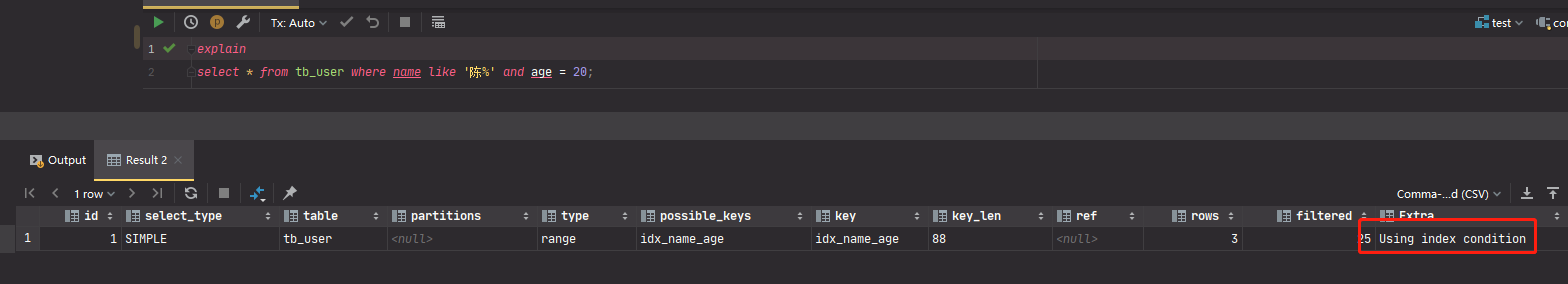 Tx: Auto
test
co
1 explain
2 select * from tb_user where name like '陈%' and age = 20;
Output
Result 2
1 row
Comma-...d (CSV)
id select_type table partitions type possible_keys key key_len ref rows filtered Extra
1 1 SIMPLE tb_user <null> range idx_name_age idx_name_age 88 <null> 3 25 Using index condition